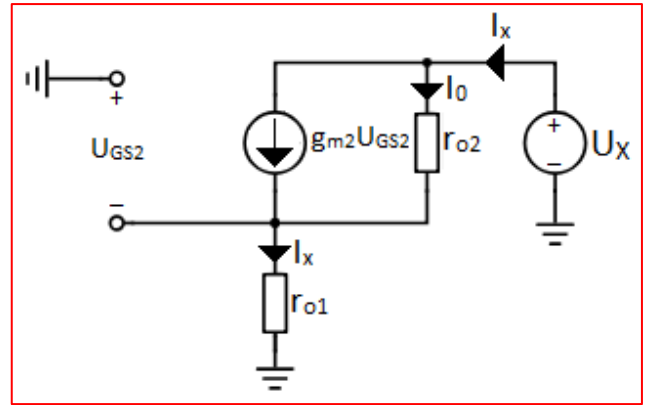 Ix
I0
+
UGS2
gm2UGS2
ro2
+
−
UX
−
Ix
ro1